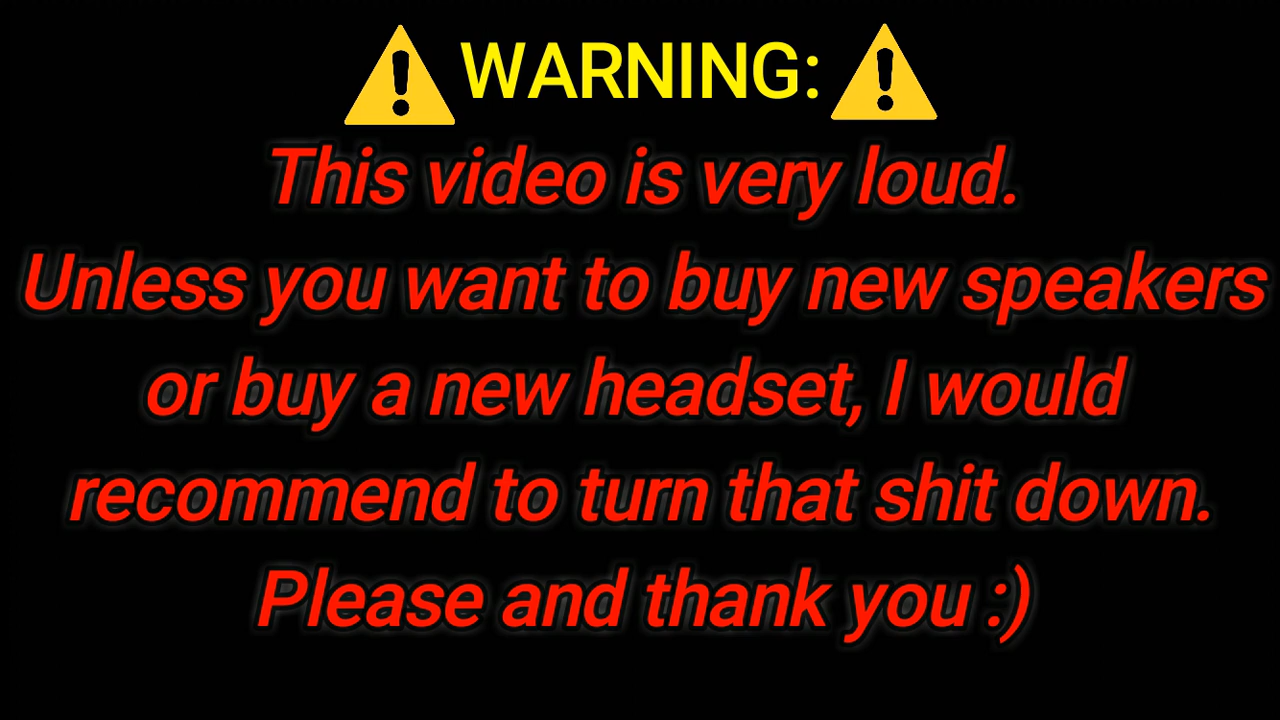 ⚠️WARNING:⚠️
This video is very loud.
Unless you want to buy new speakers
or buy a new headset, I would
recommend to turn that shit down.
Please and thank you :)